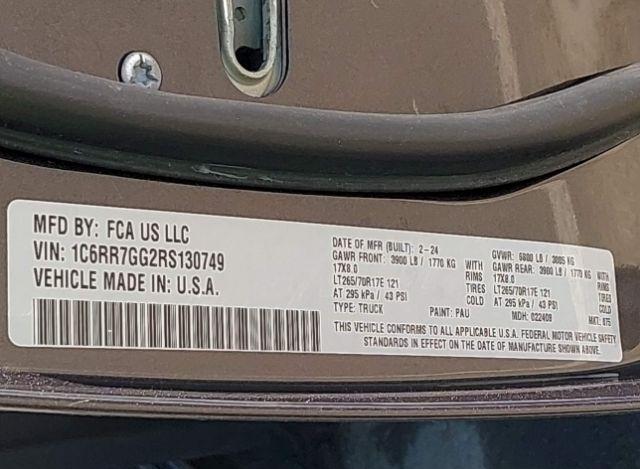 MFD BY: FCA US LLC
VIN: 1C6RR7GG2RS130749
VEHICLE MADE IN: U.S.A.
DATE OF MFR (BUILT): 2-24 GVWR: 6800 LB / 3085 KG
GAWR FRONT: 3900 LB / 1770 KG WITH GAWR REAR: 3900 LB / 1770 KG WITH
17X8.0 RIMS 17X8.0 RIMS
LT265/70R17E 121 TIRES LT265/70R17E 121 TIRES
AT 295 kPa / 43 PSI COLD AT 295 kPa / 43 PSI COLD
TYPE: TRUCK PAINT: PAU MDH: 022409 MKT: 875
THIS VEHICLE CONFORMS TO ALL APPLICABLE U.S.A. FEDERAL MOTOR VEHICLE SAFETY
STANDARDS IN EFFECT ON THE DATE OF MANUFACTURE SHOWN ABOVE.